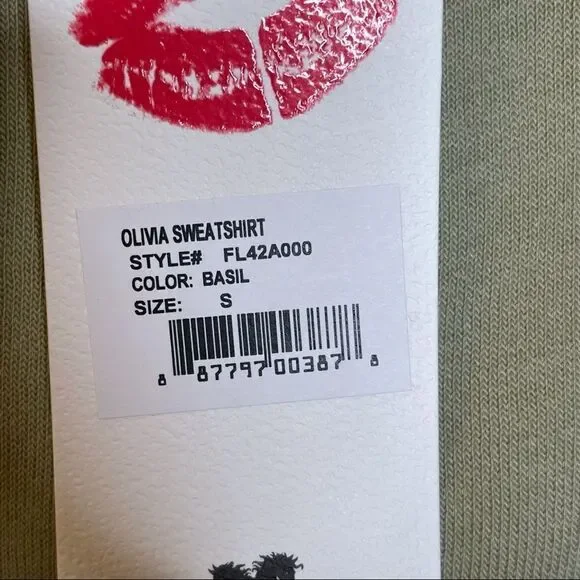 OLIVIA SWEATSHIRT
STYLE# FL42A000
COLOR: BASIL
SIZE: S
8 87797 00387 8